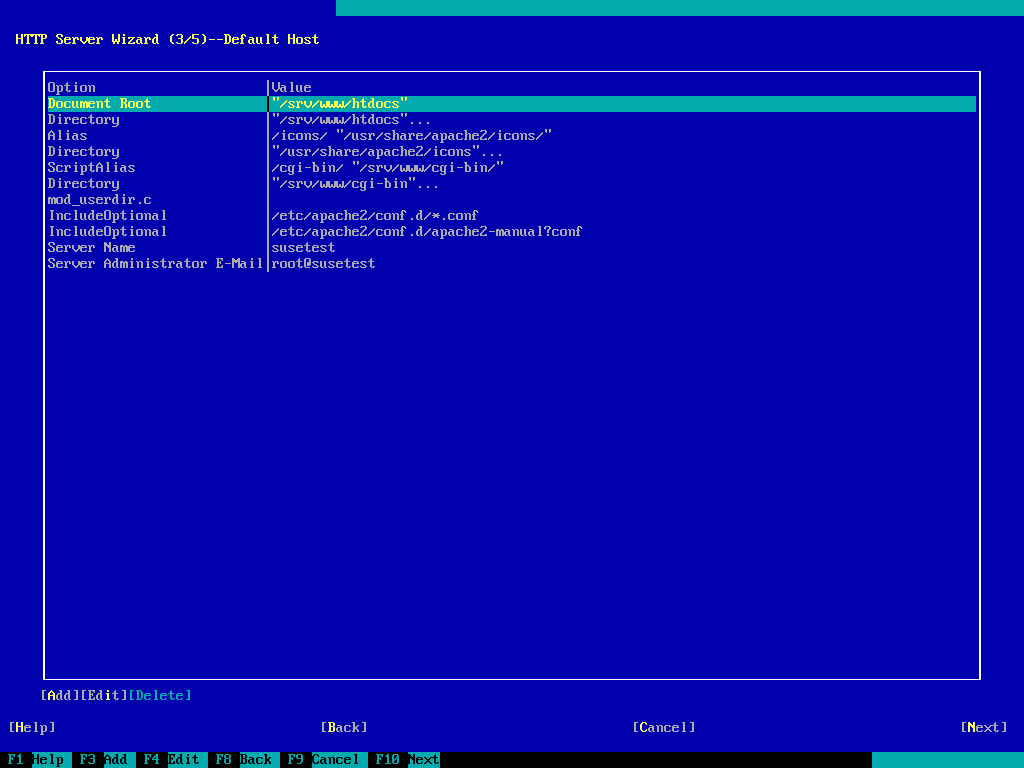 HTTP Server Wizard (3/5)--Default Host
Option |Value
Document Root |"/srv/www/htdocs"
Directory |"/srv/www/htdocs"...
Alias |/icons/ "/usr/share/apache2/icons/"
Directory |"/usr/share/apache2/icons"...
ScriptAlias |/cgi-bin/ "/srv/www/cgi-bin/"
Directory |"/srv/www/cgi-bin"...
mod_userdir.c |
IncludeOptional |/etc/apache2/conf.d/*.conf
IncludeOptional |/etc/apache2/conf.d/apache2-manual?conf
Server Name |susetest
Server Administrator E-Mail|root@susetest
[Add][Edit][Delete]
[Help] [Back] [Cancel] [Next]
F1 Help F3 Add F4 Edit F8 Back F9 Cancel F10 Next